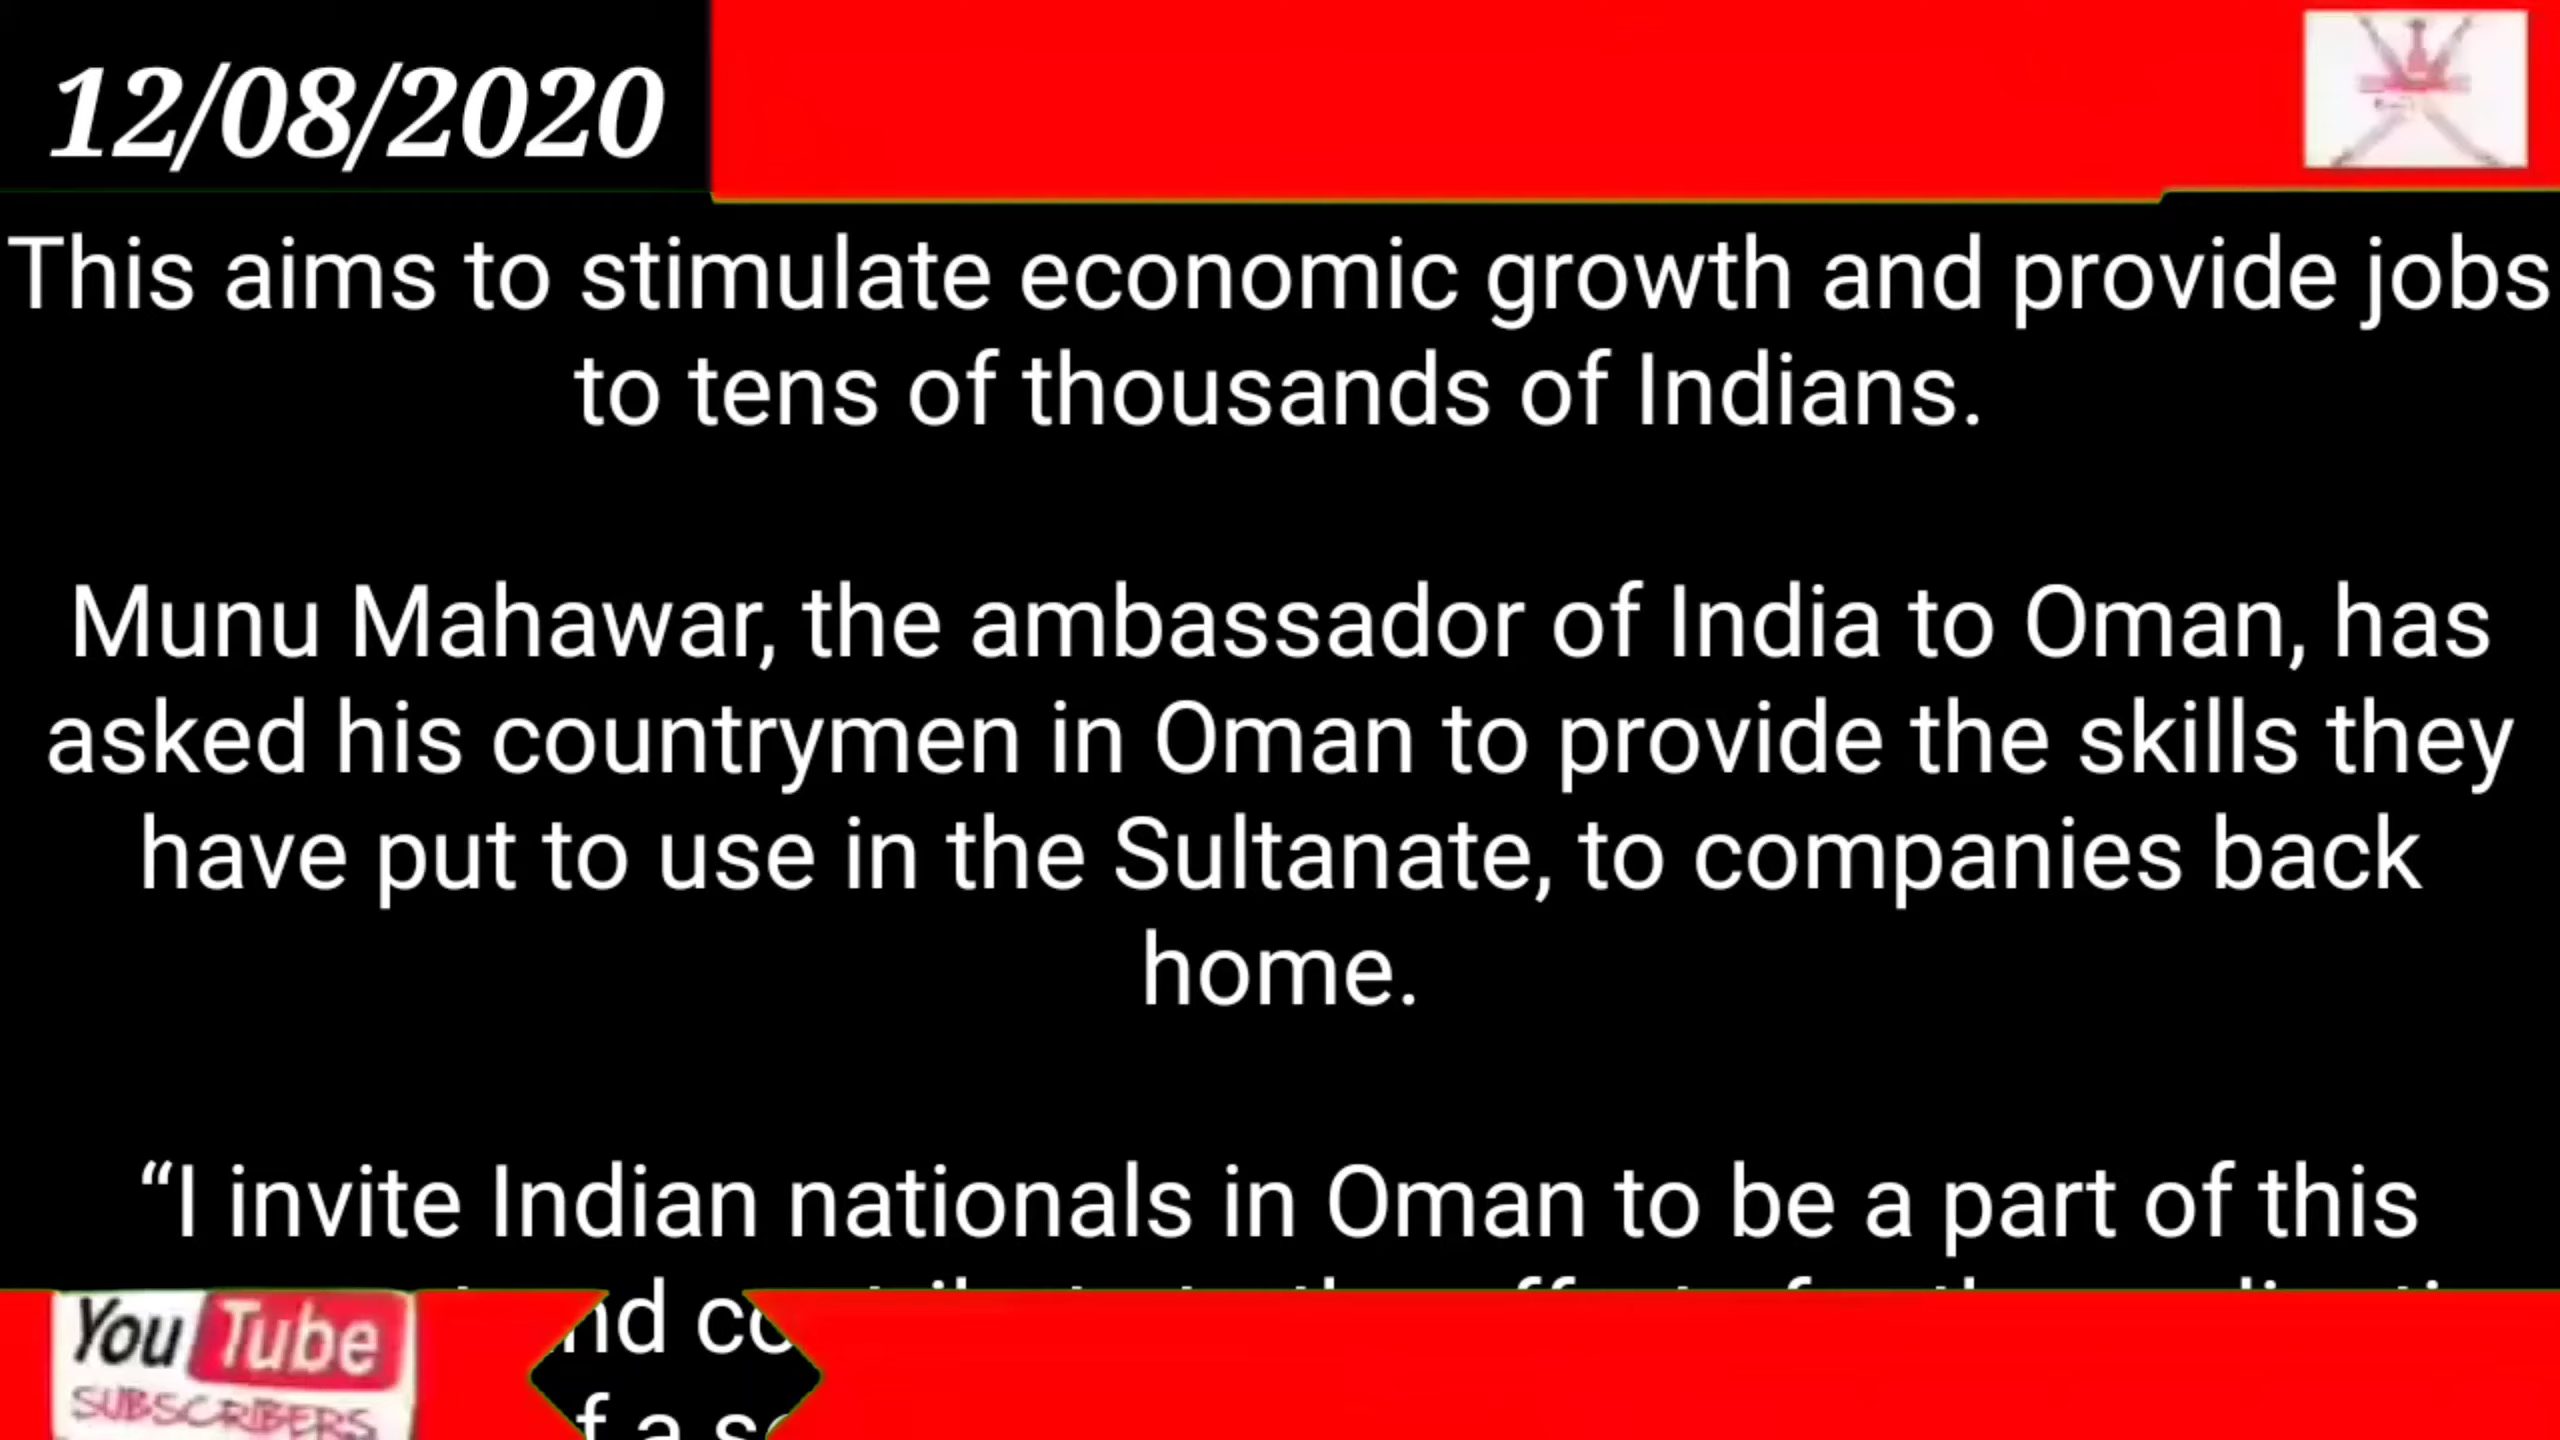 12/08/2020
This aims to stimulate economic growth and provide jobs
to tens of thousands of Indians.
Munu Mahawar, the ambassador of India to Oman, has
asked his countrymen in Oman to provide the skills they
have put to use in the Sultanate, to companies back
home.
“I invite Indian nationals in Oman to be a part of this
You Tube
SUBSCRIBERS